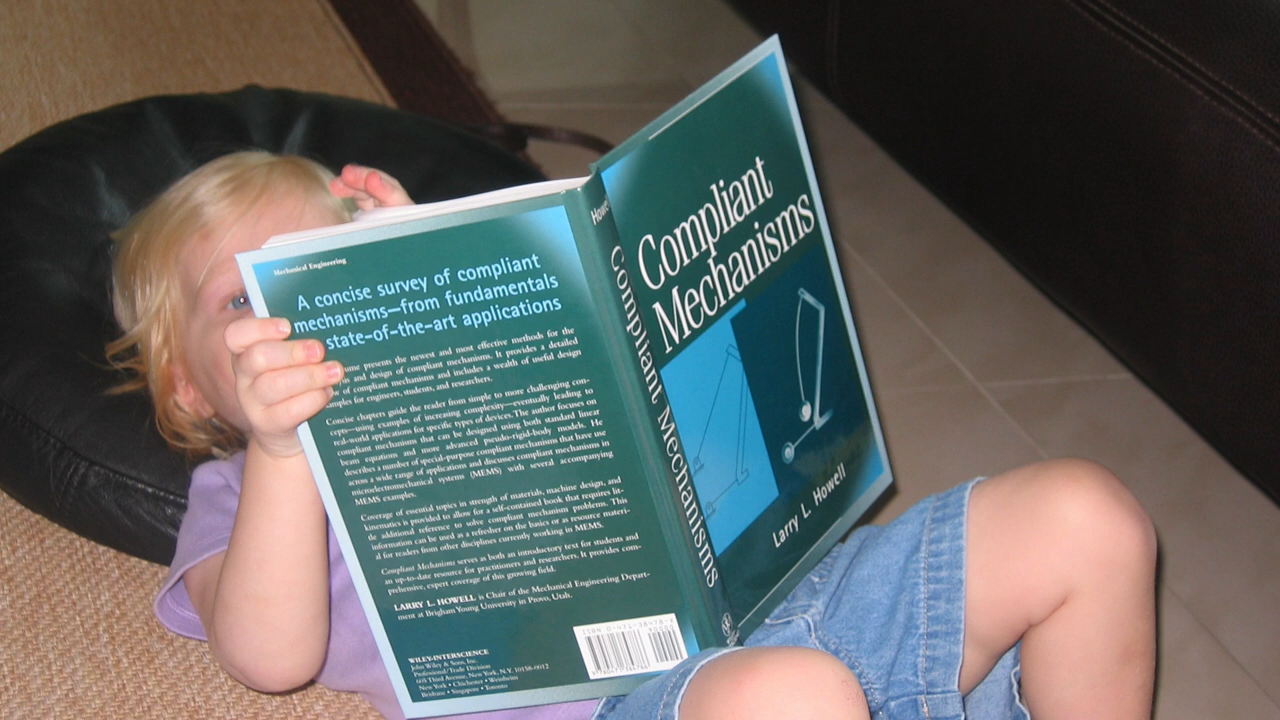 Mechanical Engineering
A concise survey of compliant
mechanisms—from fundamentals
state-of-the-art applications
presents the newest and most effective methods for the
and design of compliant mechanisms. It provides a detailed
of compliant mechanisms and includes a wealth of useful design
for engineers, students, and researchers.
Concise chapters guide the reader from simple to more challenging con-
cepts—using examples of increasing complexity—eventually leading to
real-world applications for specific types of devices. The author focuses on
compliant mechanisms that can be designed using both standard linear
beam equations and more advanced pseudo-rigid-body models. He
describes a number of special-purpose compliant mechanisms that have use
across a wide range of applications and discusses compliant mechanisms in
microelectromechanical systems (MEMS) with several accompanying
MEMS examples.
Coverage of essential topics in strength of materials, machine design, and
kinematics is provided to allow for a self-contained book that requires lit-
tle additional reference to solve compliant mechanism problems. This
information can be used as a refresher on the basics or as resource materi-
al for readers from other disciplines currently working in MEMS.
Compliant Mechanisms serves as both an introductory text for students and
an up-to-date resource for practitioners and researchers. It provides com-
prehensive, expert coverage of this growing field.
LARRY L. HOWELL is Chair of the Mechanical Engineering Depart-
ment at Brigham Young University in Provo, Utah.
WILEY-INTERSCIENCE
John Wiley & Sons, Inc.
Professional/Trade Division
605 Third Avenue, New York, N.Y. 10158-0012
New York • Chichester • Weinheim
Brisbane • Singapore • Toronto
ISBN 0-471-38478-X
90000
Compliant Mechanisms
Compliant
Mechanisms
Larry L. Howell